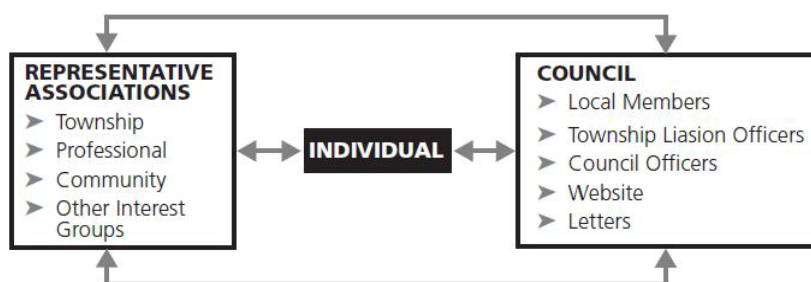 REPRESENTATIVE
ASSOCIATIONS
➤ Township
➤ Professional
➤ Community
➤ Other Interest
Groups
INDIVIDUAL
COUNCIL
➤ Local Members
➤ Township Liasion Officers
➤ Council Officers
➤ Website
➤ Letters